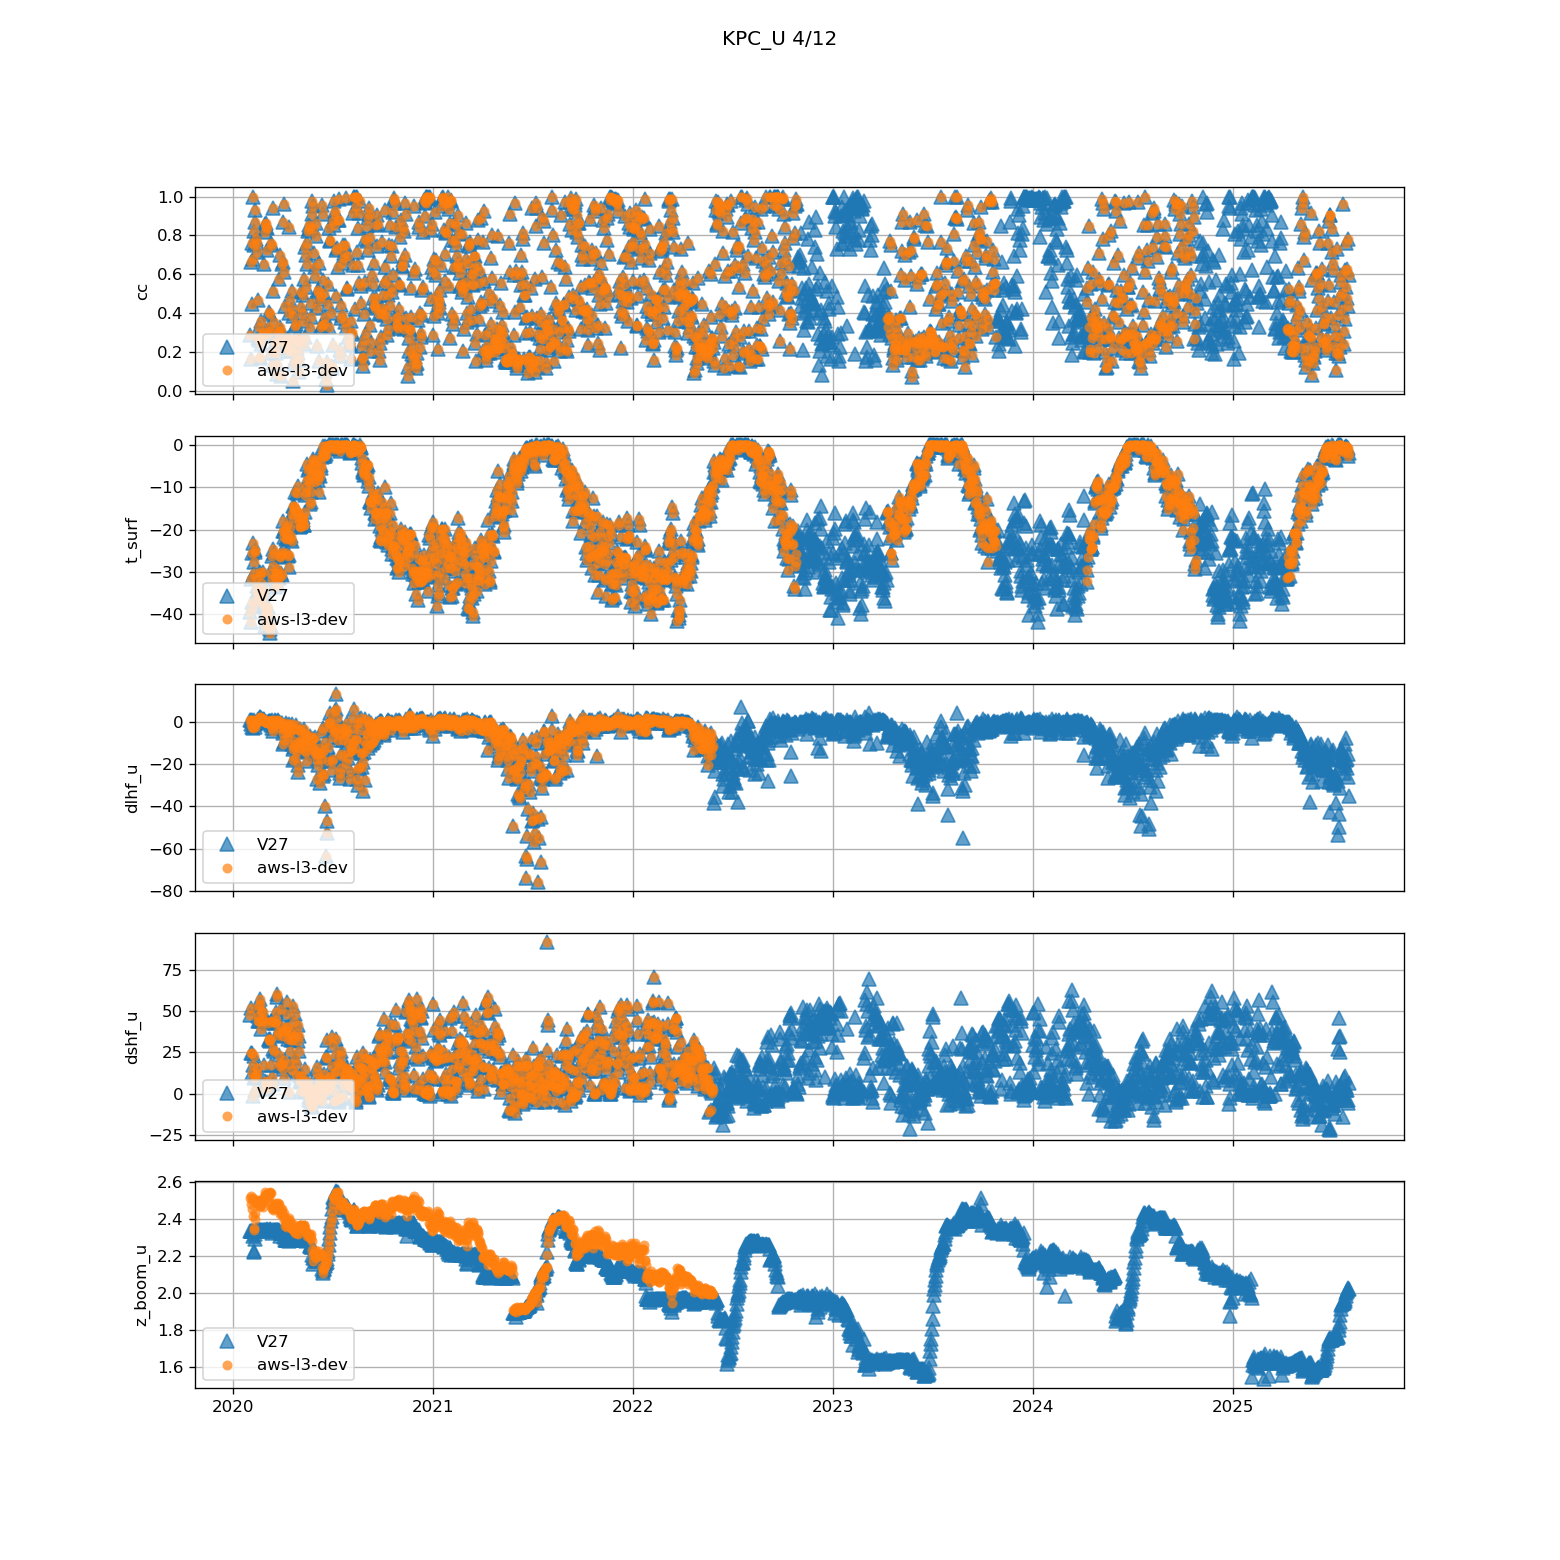 KPC_U 4/12
cc
1.0
0.8
0.6
0.4
0.2
0.0
V27
aws-l3-dev
t_surf
0
−10
−20
−30
−40
V27
aws-l3-dev
dlhf_u
0
−20
−40
−60
−80
V27
aws-l3-dev
dshf_u
75
50
25
0
−25
V27
aws-l3-dev
z_boom_u
2.6
2.4
2.2
2.0
1.8
1.6
V27
aws-l3-dev
2020 2021 2022 2023 2024 2025